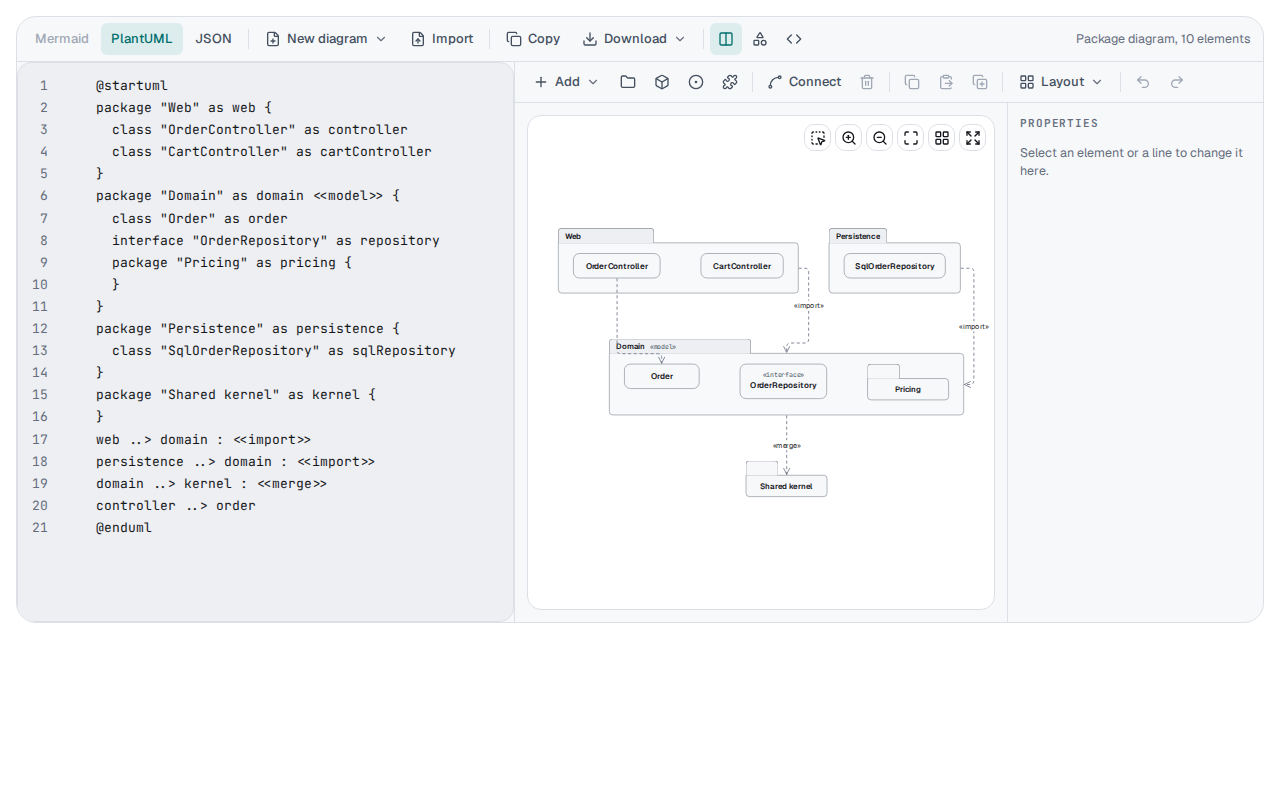 Mermaid PlantUML JSON New diagram Import Copy Download Package diagram, 10 elements
Add Connect Layout
1 @startuml
2 package "Web" as web {
3 class "OrderController" as controller
4 class "CartController" as cartController
5 }
6 package "Domain" as domain <<model>> {
7 class "Order" as order
8 interface "OrderRepository" as repository
9 package "Pricing" as pricing {
10 }
11 }
12 package "Persistence" as persistence {
13 class "SqlOrderRepository" as sqlRepository
14 }
15 package "Shared kernel" as kernel {
16 }
17 web ..> domain : <<import>>
18 persistence ..> domain : <<import>>
19 domain ..> kernel : <<merge>>
20 controller ..> order
21 @enduml
Web
Persistence
OrderController
CartController
SqlOrderRepository
«import»
«import»
Domain «model»
Order
«interface»
OrderRepository
Pricing
«merge»
Shared kernel
PROPERTIES
Select an element or a line to change it
here.